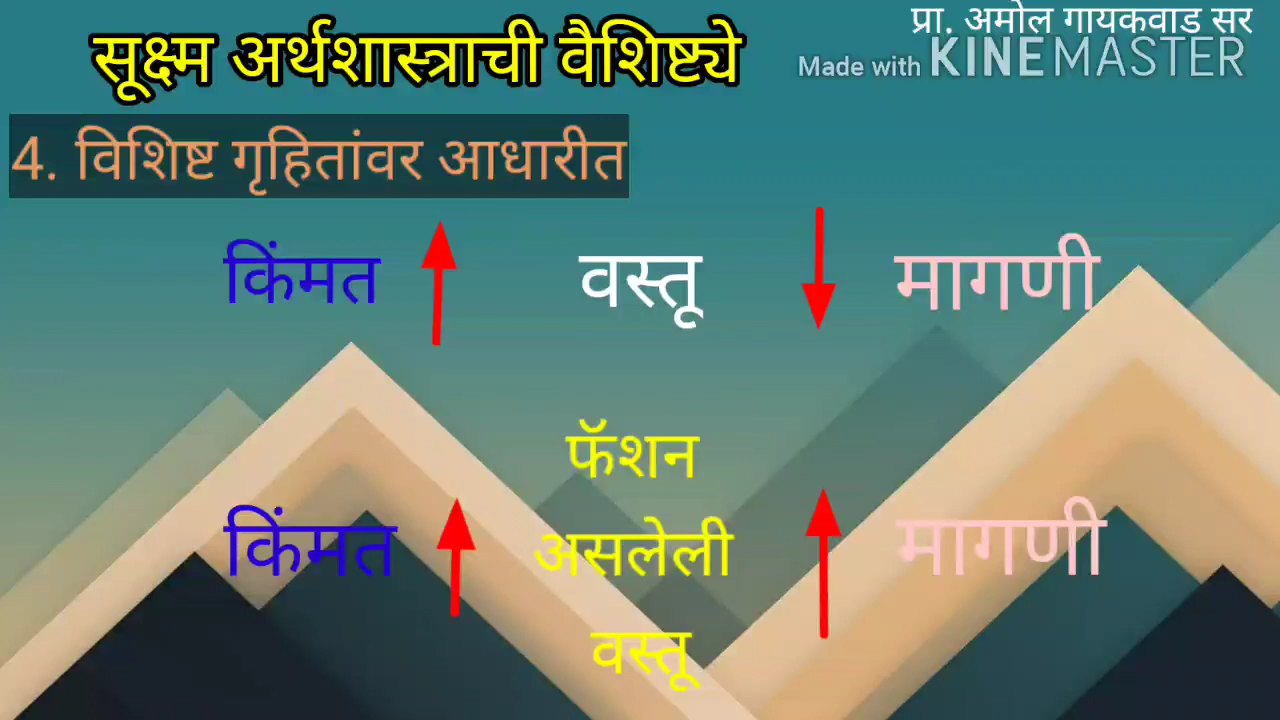 प्रा. अमोल गायकवाड सर
सूक्ष्म अर्थशास्त्राची वैशिष्ट्ये
Made with KINEMASTER
4. विशिष्ट गृहितांवर आधारीत
किंमत वस्तू मागणी
फॅशन
किंमत असलेली मागणी
वस्तू